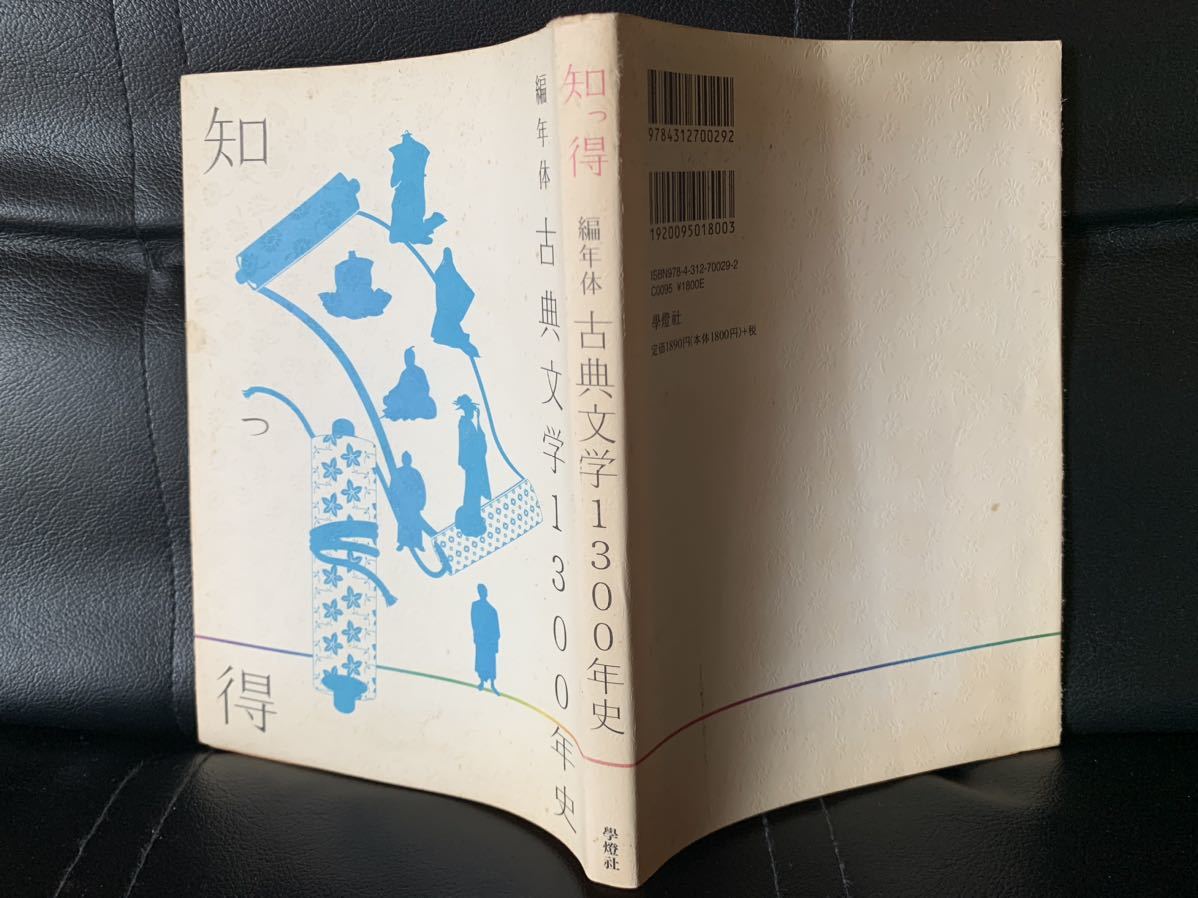 知っ得
編年体 古典文学1300年史
知っ得 編年体 古典文学1300年史
學燈社
9784312700292
1920095018003
ISBN978-4-312-70029-2
C0095 ¥1800E
學燈社
定価1890円(本体1800円)+税